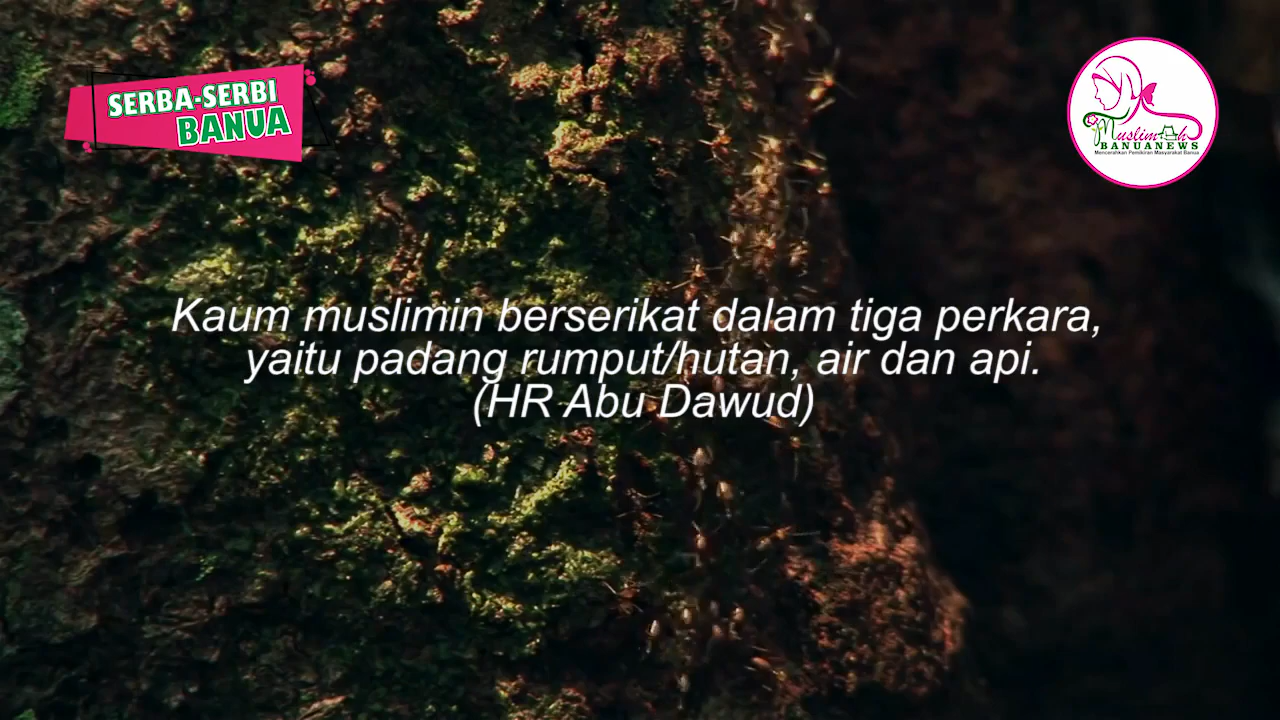 SERBA-SERBI
BANUA
Muslimah
BANUANEWS
Mencerahkan Pemikiran Masyarakat Banua
Kaum muslimin berserikat dalam tiga perkara,
yaitu padang rumput/hutan, air dan api.
(HR Abu Dawud)